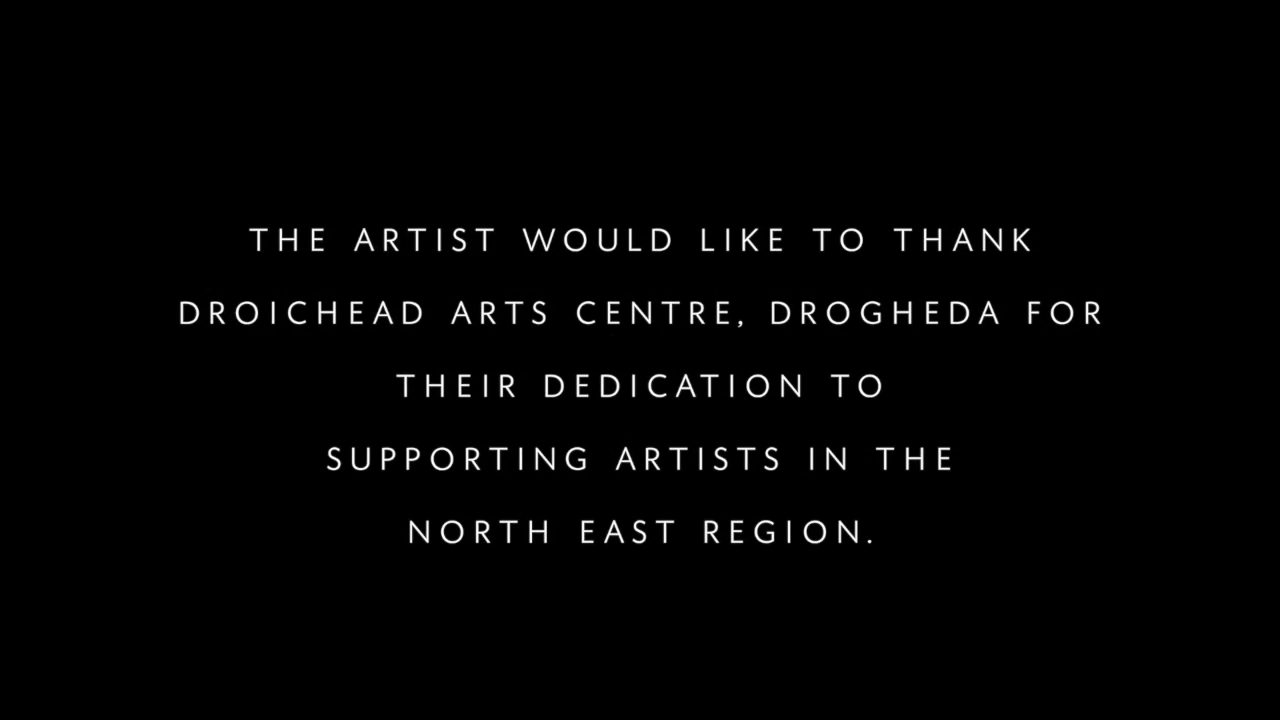 THE ARTIST WOULD LIKE TO THANK
DROICHEAD ARTS CENTRE, DROGHEDA FOR
THEIR DEDICATION TO
SUPPORTING ARTISTS IN THE
NORTH EAST REGION.